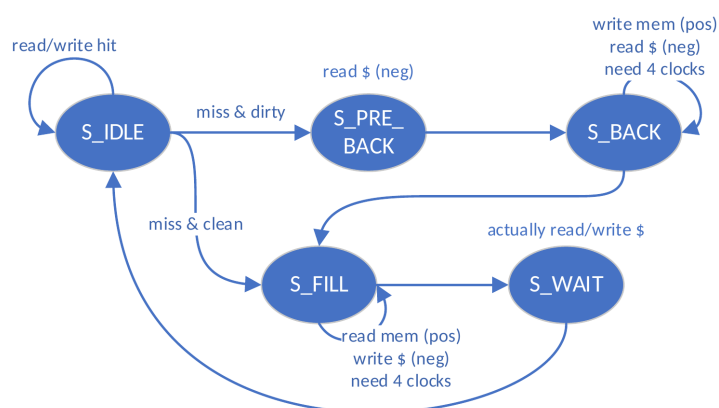 write mem (pos)
read/write hit
read $ (neg)
need 4 clocks
read $ (neg)
miss & dirty
S_IDLE
S_PRE_
BACK
S_BACK
miss & clean
actually read/write $
S_FILL
S_WAIT
read mem (pos)
write $ (neg)
need 4 clocks